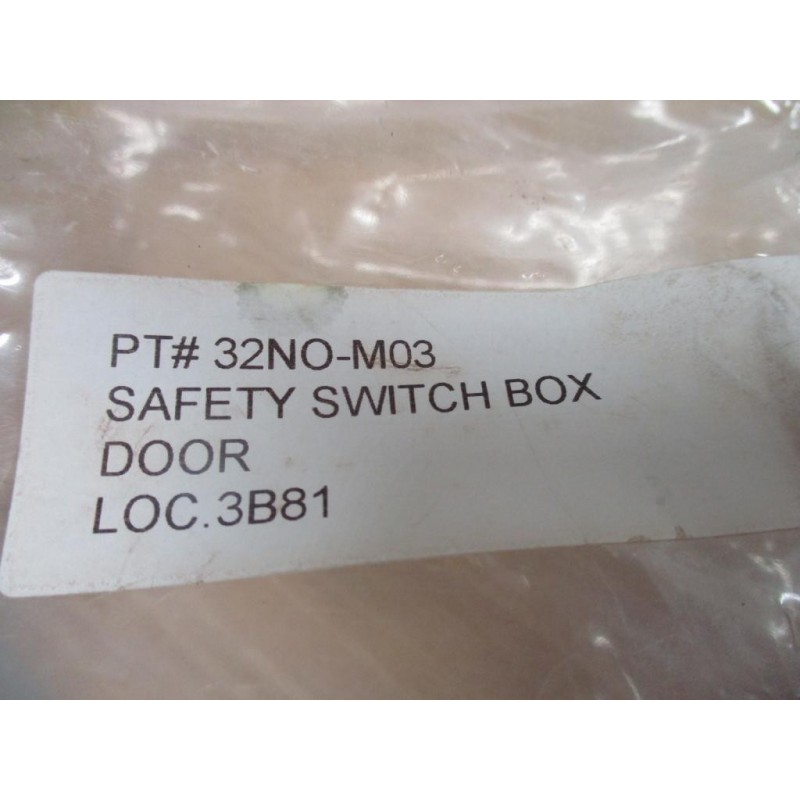 PT# 32NO-M03
SAFETY SWITCH BOX
DOOR
LOC.3B81